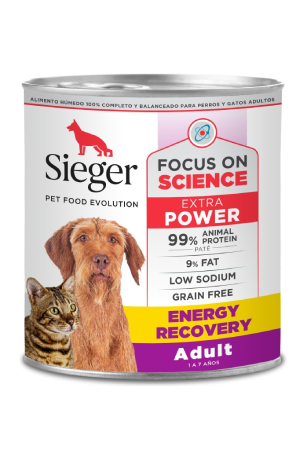 ALIMENTO HÚMEDO 100% COMPLETO Y BALANCEADO PARA PERROS Y GATOS ADULTOS
Sieger
PET FOOD EVOLUTION
FOCUS ON
SCIENCE
EXTRA
POWER
99% ANIMAL PROTEIN
PATÉ
9% FAT
LOW SODIUM
GRAIN FREE
ENERGY
RECOVERY
Adult
1 A 7 AÑOS